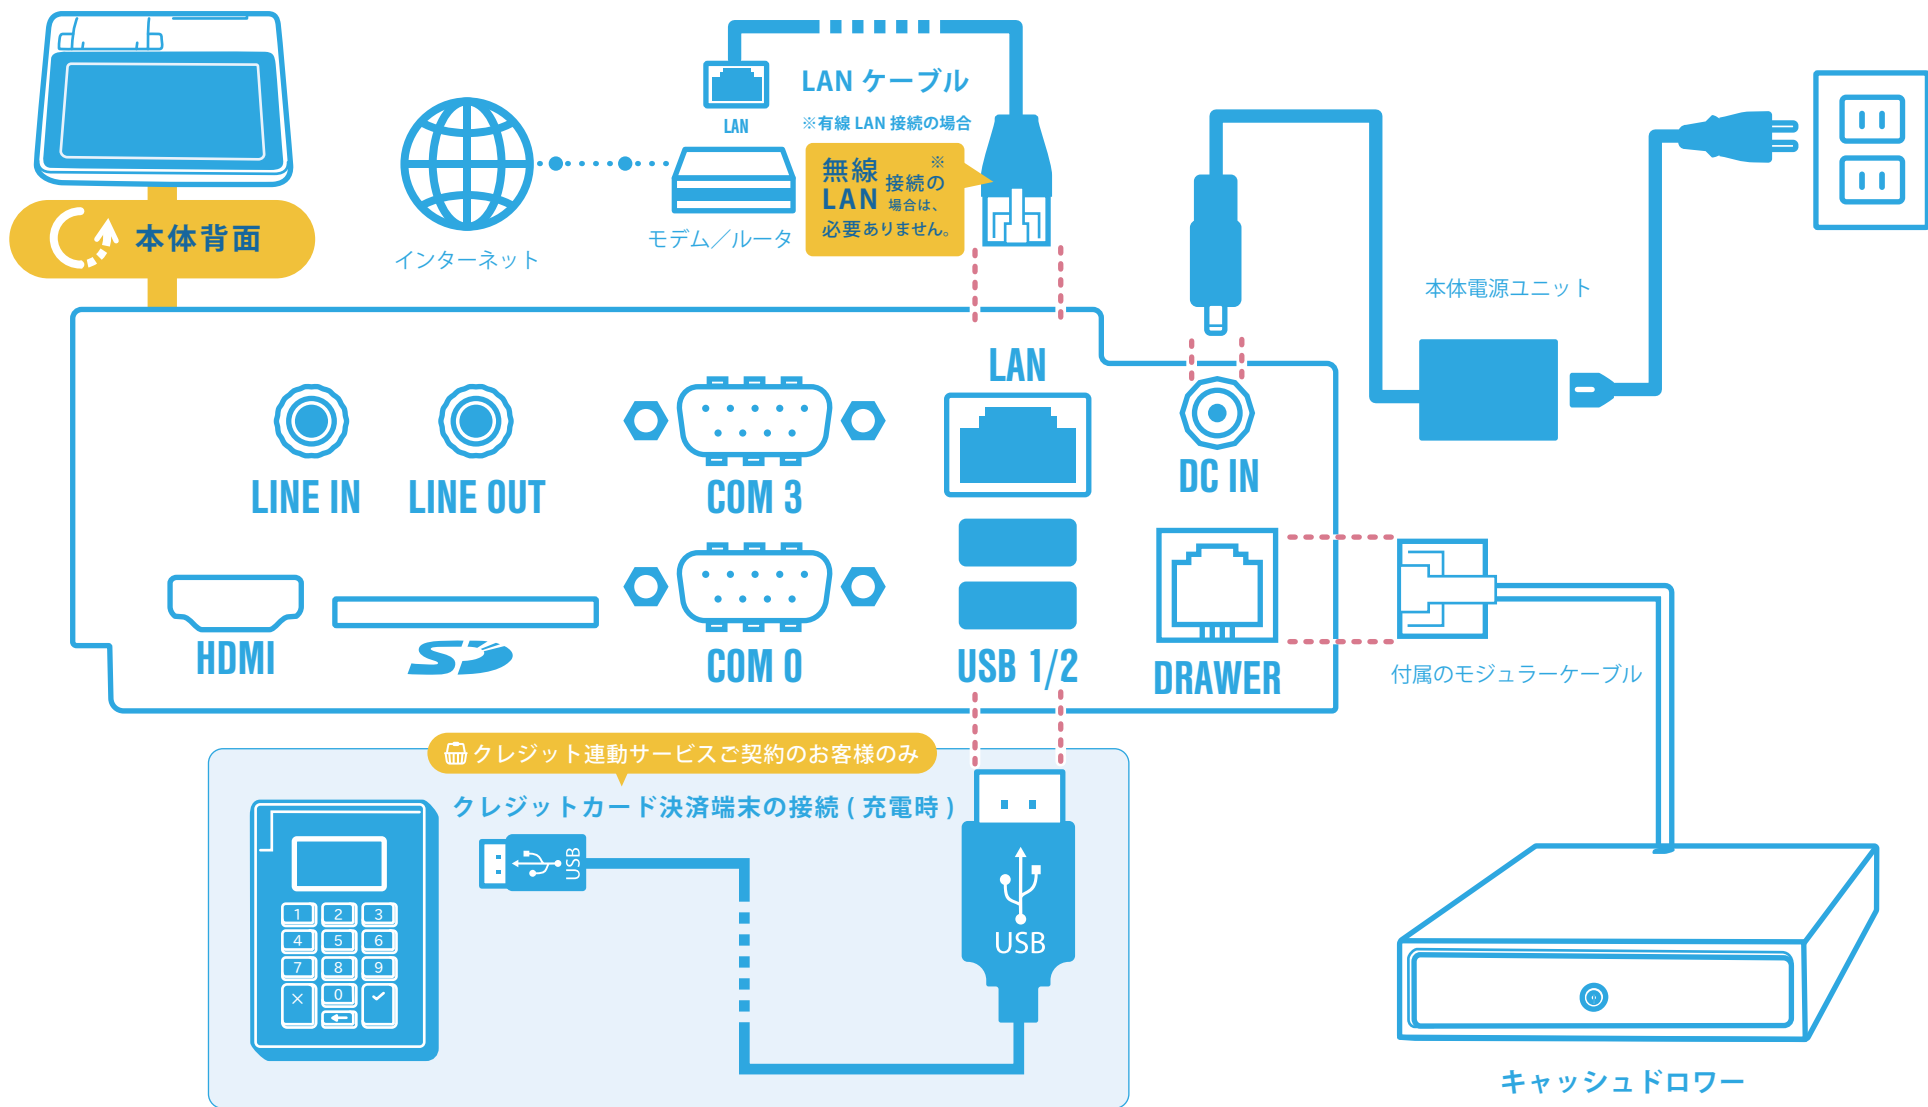 LAN ケーブル
LAN
※有線 LAN 接続の場合
無線
LAN
※
接続の
場合は、
必要ありません。
本体背面
インターネット
モデム／ルータ
本体電源ユニット
LAN
LINE IN
LINE OUT
COM 3
DC IN
HDMI
SD
COM 0
USB 1/2
DRAWER
付属のモジュラーケーブル
クレジット連動サービスご契約のお客様のみ
クレジットカード決済端末の接続 ( 充電時 )
USB
USB
1 2 3
4 5 6
7 8 9
× 0 ✓
←
キャッシュドロワー